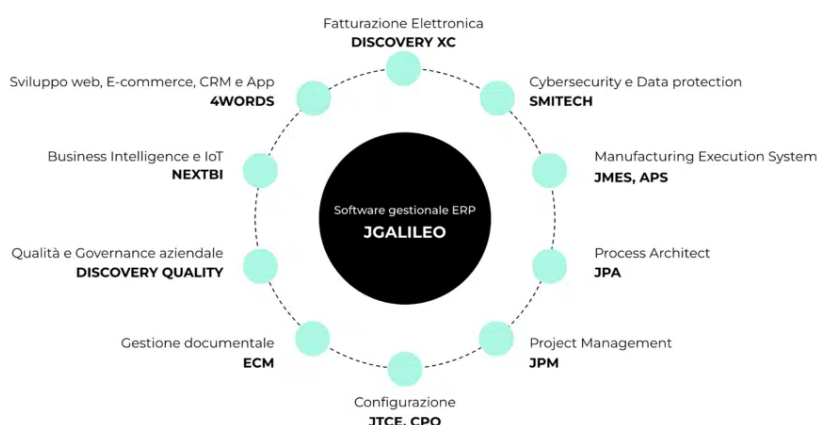 Fatturazione Elettronica
DISCOVERY XC
Sviluppo web, E-commerce, CRM e App
4WORDS
Cybersecurity e Data protection
SMITECH
Business Intelligence e IoT
NEXTBI
Manufacturing Execution System
JMES, APS
Software gestionale ERP
JGALILEO
Qualità e Governance aziendale
DISCOVERY QUALITY
Process Architect
JPA
Gestione documentale
ECM
Project Management
JPM
Configurazione
JTCE, CPQ